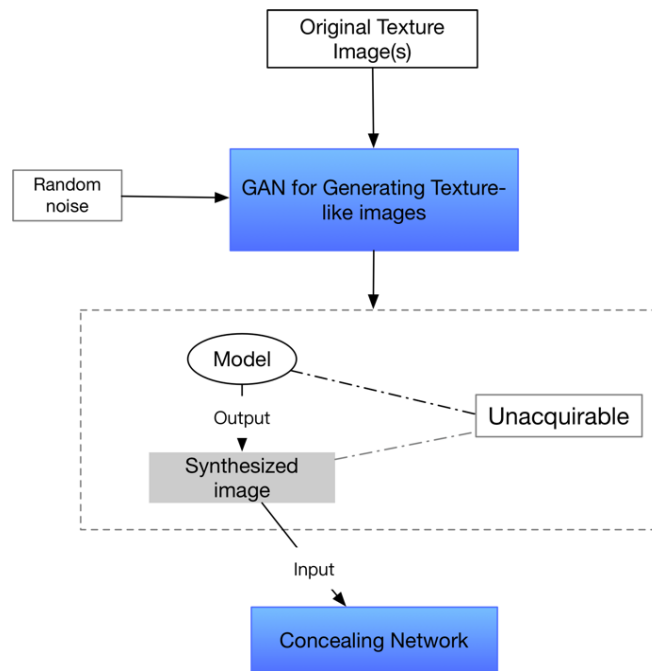 Original Texture
Image(s)
Random
noise
GAN for Generating Texture-
like images
Model
Output
Unacquirable
Synthesized
image
Input
Concealing Network